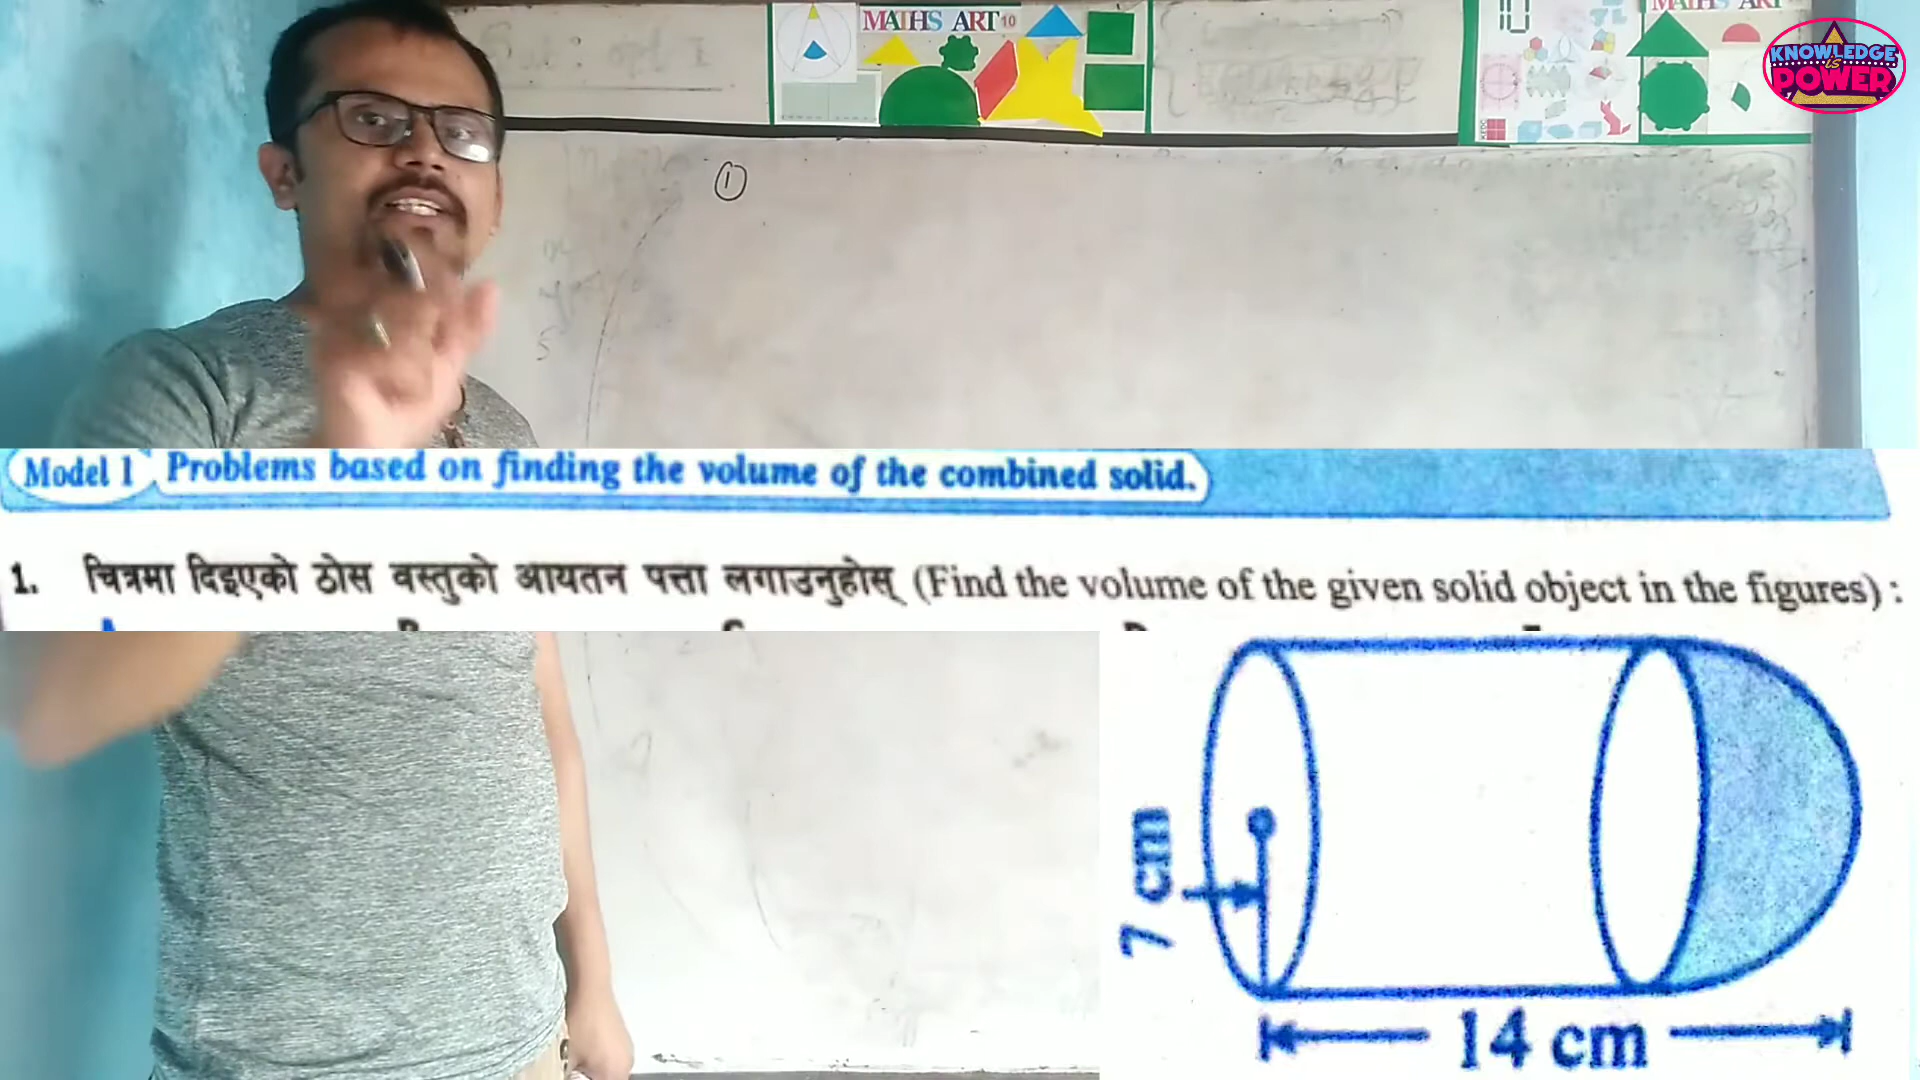 MATHS ART 10
MATHS ART
KNOWLEDGE
is
POWER
1
Model 1 Problems based on finding the volume of the combined solid.
1. चित्रमा दिइएको ठोस वस्तुको आयतन पत्ता लगाउनुहोस् (Find the volume of the given solid object in the figures) :
7 cm
14 cm